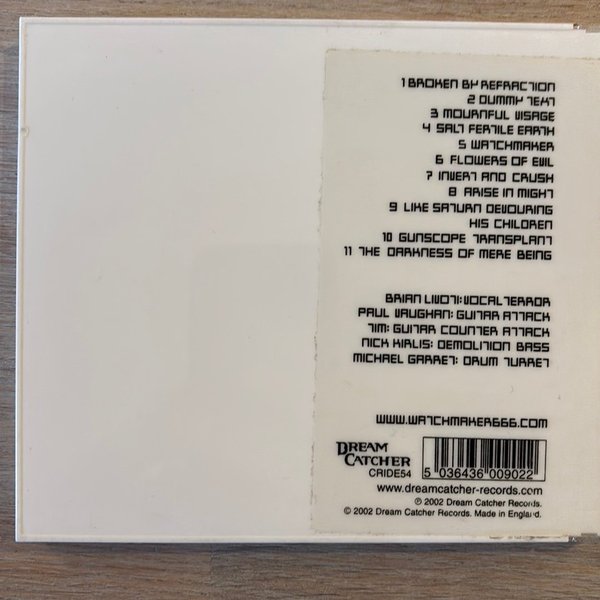 1 BROKEN BY REFRACTION
2 DUMMY TEXT
3 MOURNFUL VISAGE
4 SALT FERTILE EARTH
5 WATCHMAKER
6 FLOWERS OF EVIL
7 INVERT AND CRUSH
8 ARISE IN MIGHT
9 LIKE SATURN DEVOURING
HIS CHILDREN
10 GUNSCOPE TRANSPLANT
11 THE DARKNESS OF MERE BEING
BRIAN LIVOTI: VOCAL TERROR
PAUL VAUGHAN: GUITAR ATTACK
TIM: GUITAR COUNTER ATTACK
NICK KIRLIS: DEMOLITION BASS
MICHAEL GARRET: DRUM TURRET
WWW.WATCHMAKER666.COM
DREAM
CATCHER
CRIDE54
5 036436 009022
www.dreamcatcher-records.com
℗ 2002 Dream Catcher Records.
© 2002 Dream Catcher Records. Made in England.